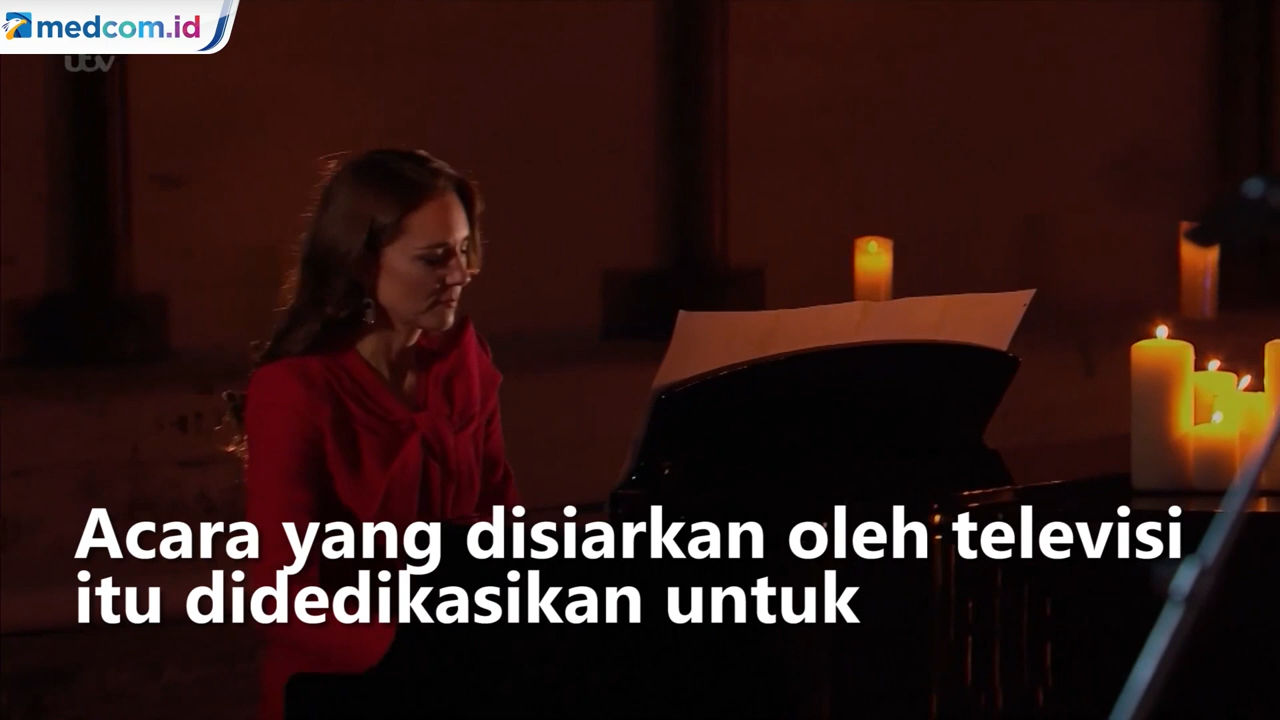 medcom.id
itv
Acara yang disiarkan oleh televisi
itu didedikasikan untuk